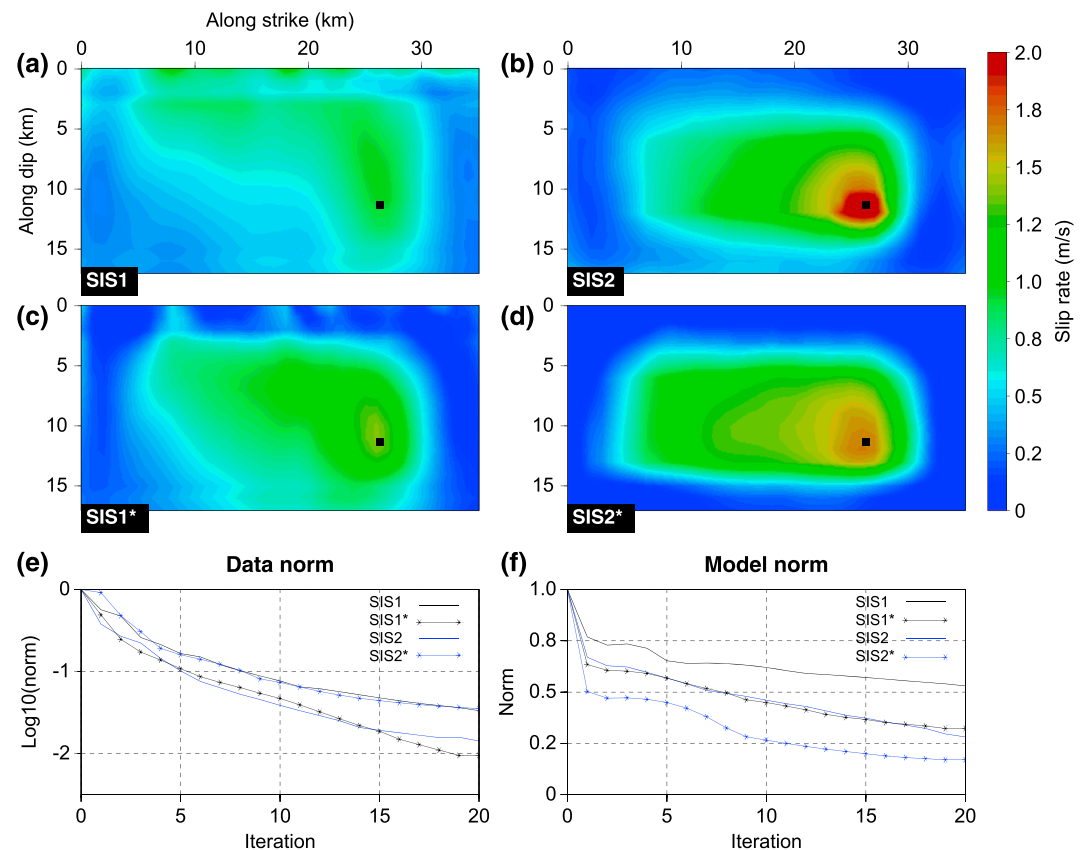 Along strike (km)
0 10 20 30
0 10 20 30
(a)
(b)
0
5
10
15
Along dip (km)
0
5
10
15
SIS1
SIS2
2.0
1.8
1.5
1.2
1.0
0.8
0.5
0.2
0
Slip rate (m/s)
(c)
(d)
0
5
10
15
0
5
10
15
SIS1*
SIS2*
(e)
Data norm
0
-1
-2
Log10(norm)
SIS1
SIS1*
SIS2
SIS2*
0 5 10 15 20
Iteration
(f)
Model norm
1.0
0.8
0.5
0.2
0
Norm
SIS1
SIS1*
SIS2
SIS2*
0 5 10 15 20
Iteration